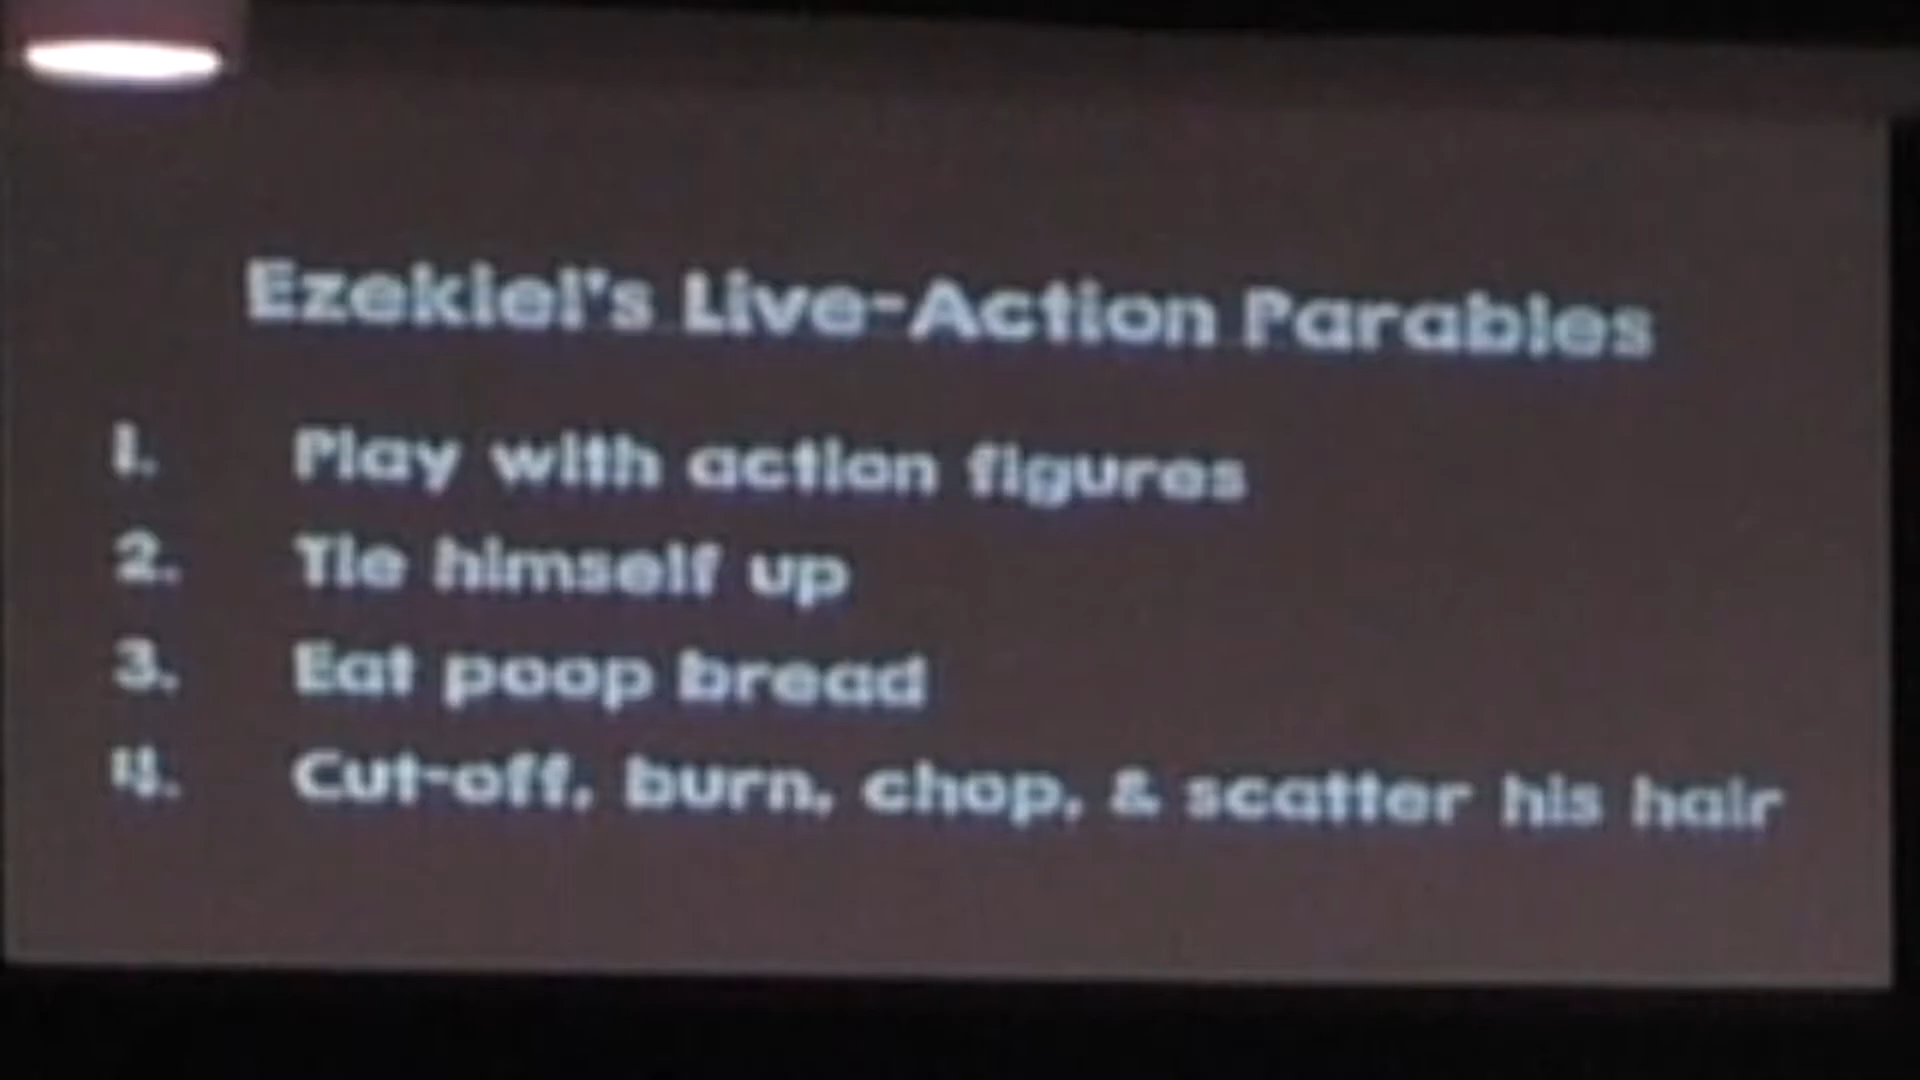 Ezekiel's Live-Action Parables
1. Play with action figures
2. Tie himself up
3. Eat poop bread
4. Cut-off, burn, chop, & scatter his hair